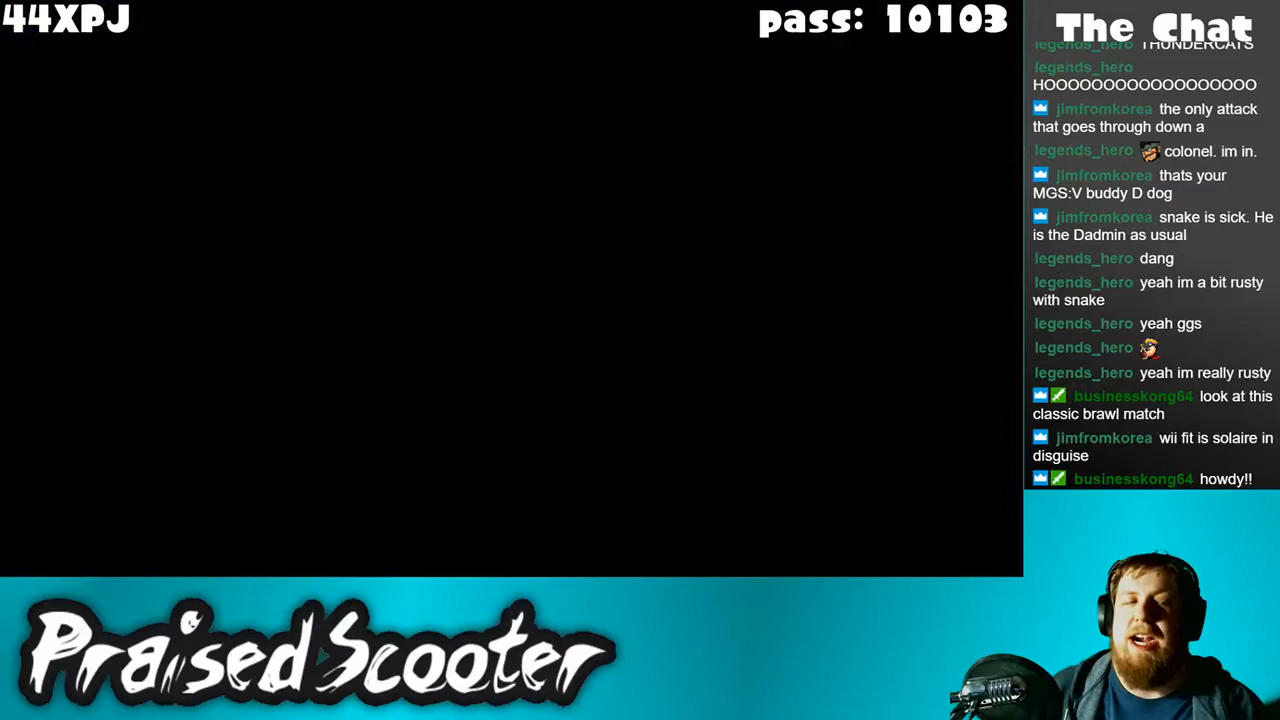 44XPJ
pass: 10103
The Chat
legends_hero THUNDERCATS
legends_hero
HOOOOOOOOOOOOOOOOOO
jimfromkorea the only attack
that goes through down a
legends_hero colonel. im in.
jimfromkorea thats your
MGS:V buddy D dog
jimfromkorea snake is sick. He
is the Dadmin as usual
legends_hero dang
legends_hero yeah im a bit rusty
with snake
legends_hero yeah ggs
legends_hero
legends_hero yeah im really rusty
businesskong64 look at this
classic brawl match
jimfromkorea wii fit is solaire in
disguise
businesskong64 howdy!!
PraisedScooter